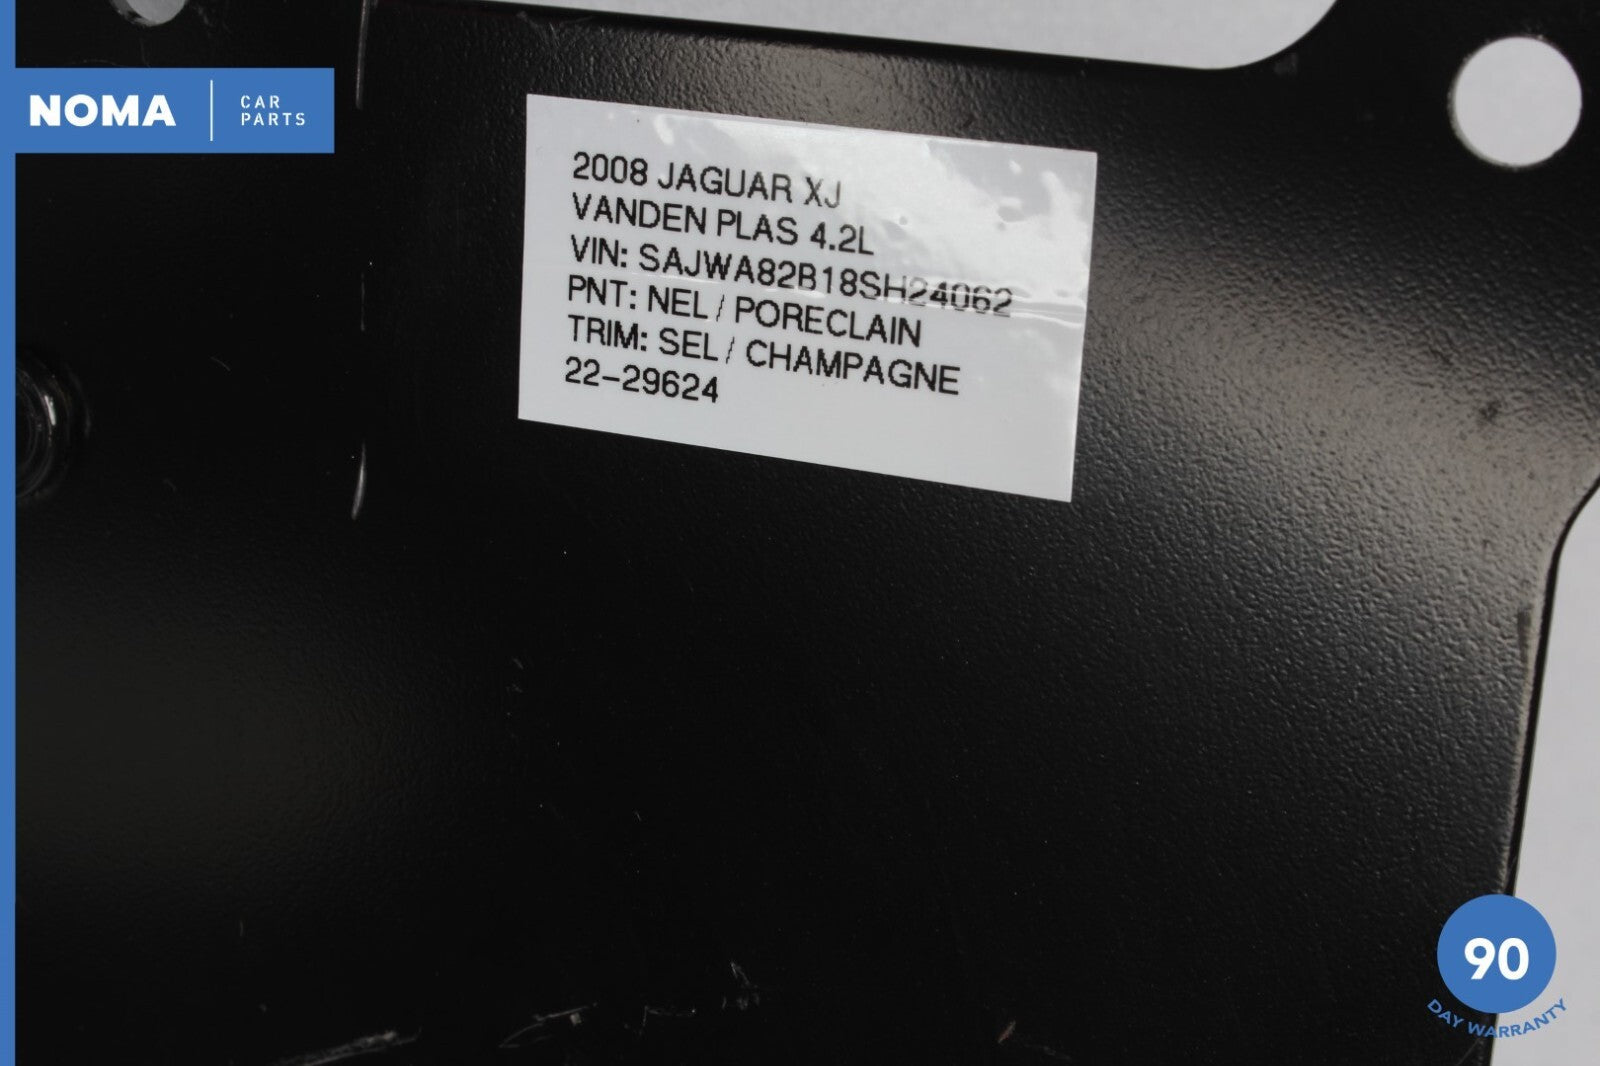 NOMA
CAR
PARTS
2008 JAGUAR XJ
VANDEN PLAS 4.2L
VIN: SAJWA82B18SH24062
PNT: NEL / PORECLAIN
TRIM: SEL / CHAMPAGNE
22-29624
90
DAY WARRANTY